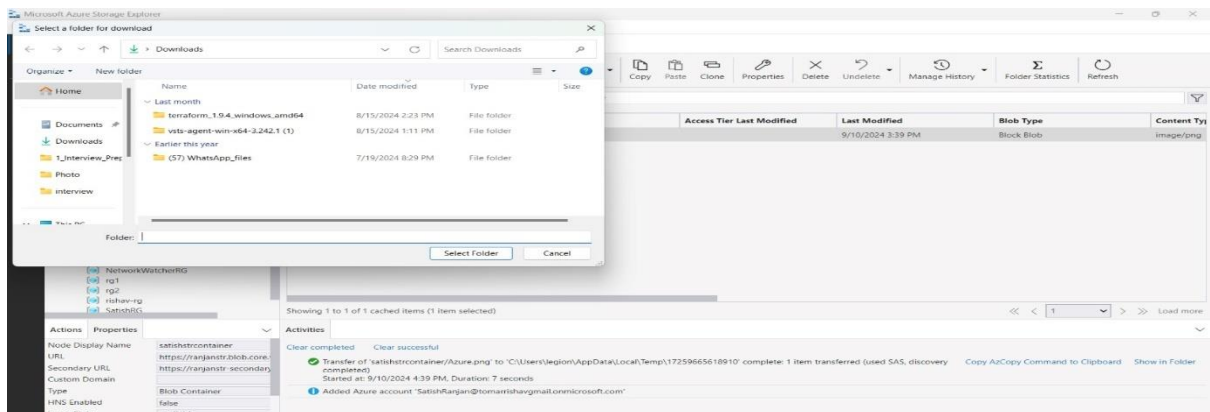 Microsoft Azure Storage Explorer
Select a folder for download
Downloads
Search Downloads
Organize
New folder
Name
Date modified
Type
Size
Home
Documents
Downloads
1_Interview_Prep
Photo
interview
This PC
Last month
terraform_1.9.4_windows_amd64 8/15/2024 2:23 PM File folder
vsts-agent-win-x64-3.242.1 (1) 8/15/2024 1:11 PM File folder
Earlier this year
(57) WhatsApp_files 7/19/2024 8:29 PM File folder
Folder:
Select Folder
Cancel
Copy Paste Clone Properties Delete Undelete Manage History Folder Statistics Refresh
Access Tier Last Modified Last Modified Blob Type Content Typ
9/10/2024 3:39 PM Block Blob image/png
NetworkWatcherRG
rg1
rg2
rishav-rg
SatishRG
Showing 1 to 1 of 1 cached items (1 item selected)
1
Load more
Actions Properties
Node Display Name satishstrcontainer
URL https://ranjanstr.blob.core.
Secondary URL https://ranjanstr-secondary
Custom Domain
Type Blob Container
HNS Enabled false
Activities
Clear completed Clear successful
Transfer of 'satishstrcontainer/Azure.png' to 'C:\Users\legion\AppData\Local\Temp\17259665618910' complete: 1 item transferred (used SAS, discovery
completed)
Started at: 9/10/2024 4:39 PM, Duration: 7 seconds
Copy AzCopy Command to Clipboard Show in Folder
Added Azure account 'SatishRanjan@tomarrishavgmail.onmicrosoft.com'